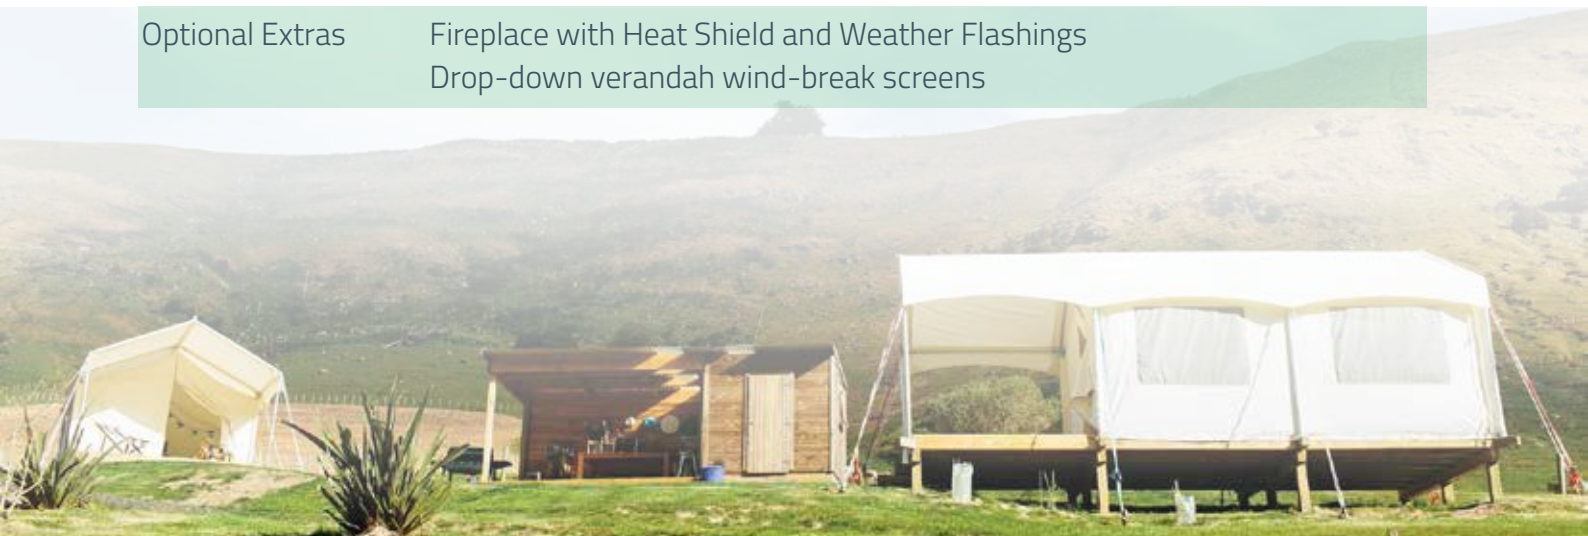 Optional Extras Fireplace with Heat Shield and Weather Flashings
Drop-down verandah wind-break screens